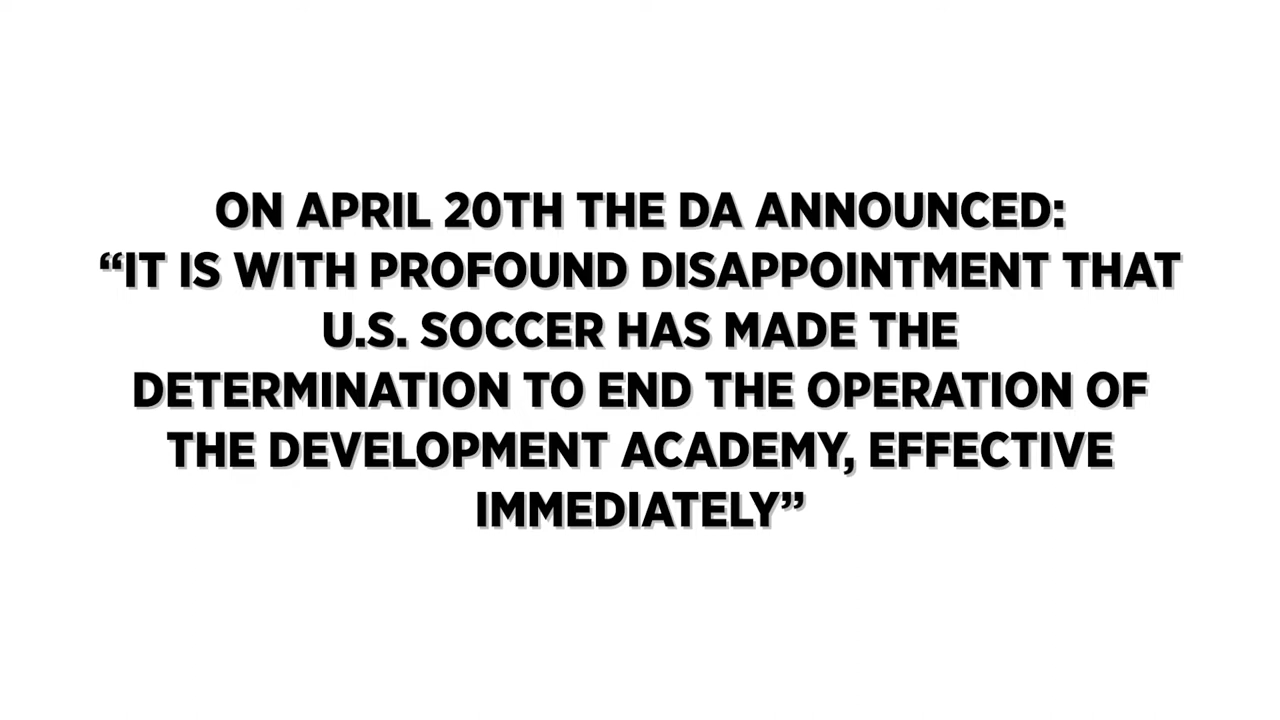 ON APRIL 20TH THE DA ANNOUNCED:
“IT IS WITH PROFOUND DISAPPOINTMENT THAT
U.S. SOCCER HAS MADE THE
DETERMINATION TO END THE OPERATION OF
THE DEVELOPMENT ACADEMY, EFFECTIVE
IMMEDIATELY”